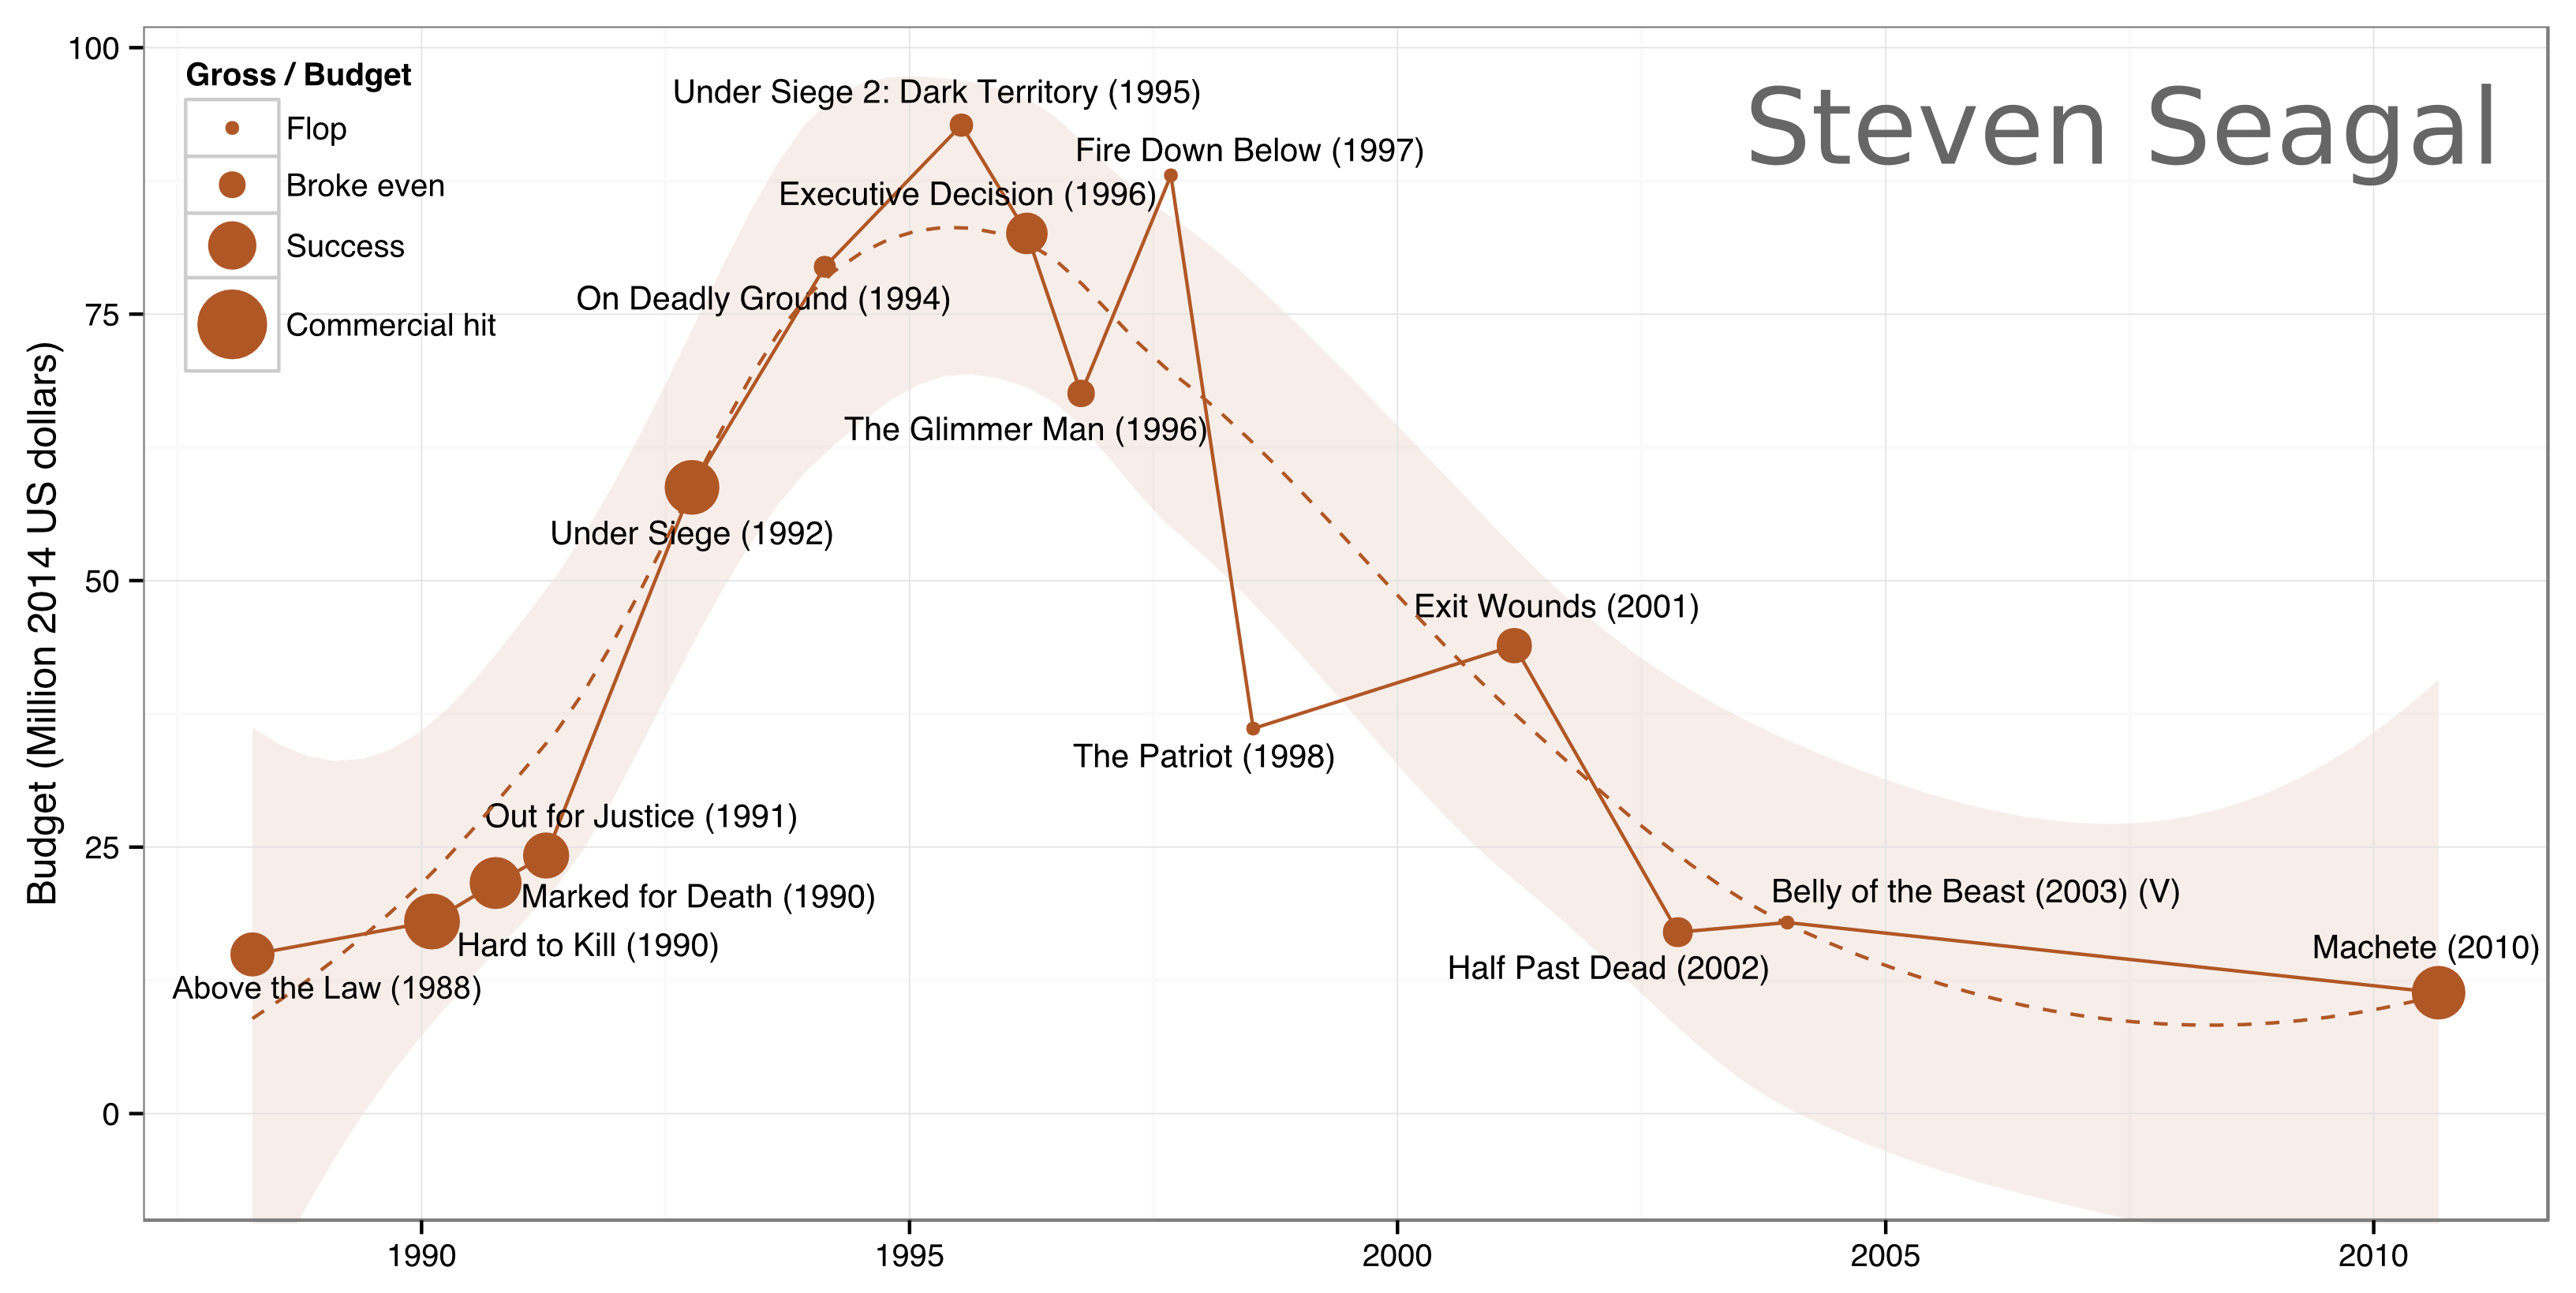 Steven Seagal
Gross / Budget
Flop
Broke even
Success
Commercial hit
Budget (Million 2014 US dollars)
100
75
50
25
0
Under Siege 2: Dark Territory (1995)
Fire Down Below (1997)
Executive Decision (1996)
On Deadly Ground (1994)
The Glimmer Man (1996)
Under Siege (1992)
Exit Wounds (2001)
The Patriot (1998)
Out for Justice (1991)
Marked for Death (1990)
Belly of the Beast (2003) (V)
Hard to Kill (1990)
Machete (2010)
Half Past Dead (2002)
Above the Law (1988)
1990
1995
2000
2005
2010